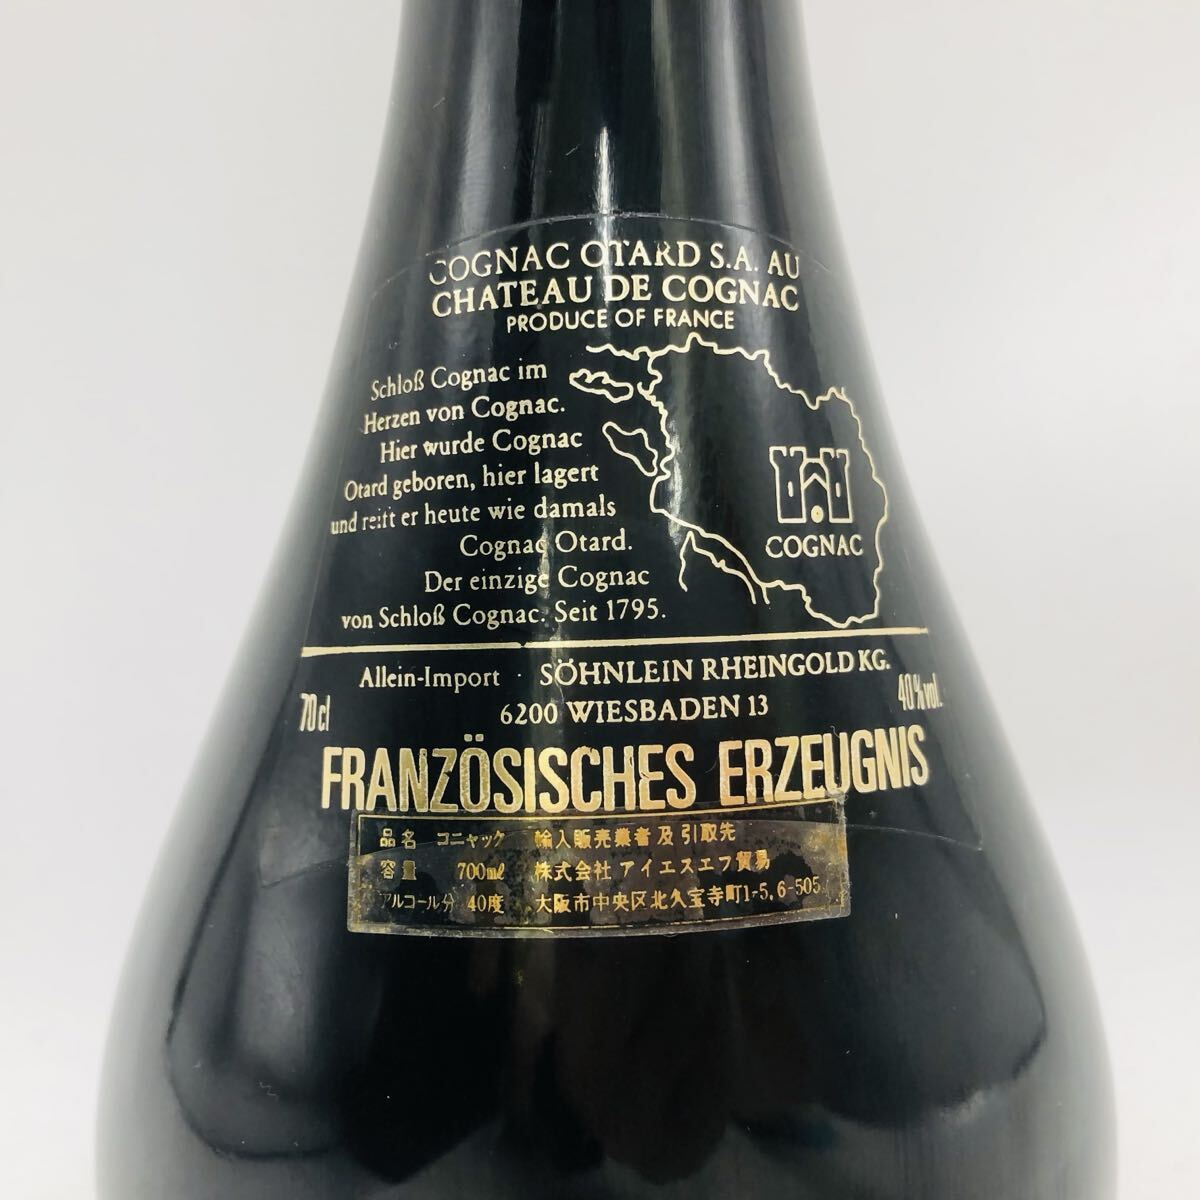 COGNAC OTARD S.A. AU
CHATEAU DE COGNAC
PRODUCE OF FRANCE
Schloß Cognac im
Herzen von Cognac.
Hier wurde Cognac
Otard geboren, hier lagert
und reift er heute wie damals
Cognac Otard.
Der einzige Cognac
von Schloß Cognac. Seit 1795.
COGNAC
Allein-Import · SÖHNLEIN RHEINGOLD KG.
6200 WIESBADEN 13
70cl
40%vol.
FRANZÖSISCHES ERZEUGNIS
品名 コニャック 輸入販売業者及引取先
容量 700ml 株式会社 アイエスエフ貿易
アルコール分 40度 大阪市中央区北久宝寺町1-5,6-505